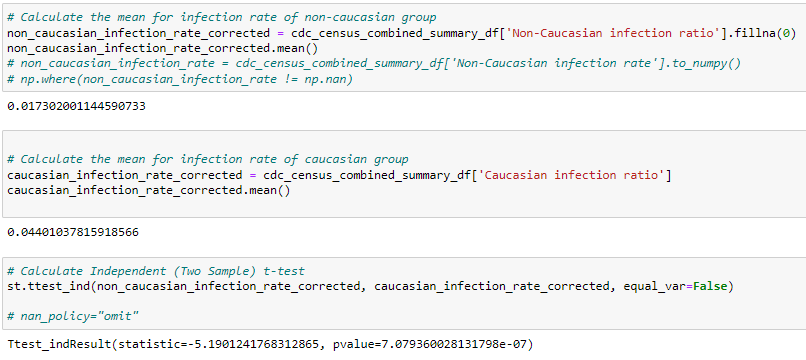 # Calculate the mean for infection rate of non-caucasian group
non_caucasian_infection_rate_corrected = cdc_census_combined_summary_df['Non-Caucasian infection ratio'].fillna(0)
non_caucasian_infection_rate_corrected.mean()
# non_caucasian_infection_rate = cdc_census_combined_summary_df['Non-Caucasian infection rate'].to_numpy()
# np.where(non_caucasian_infection_rate != np.nan)
0.017302001144590733
# Calculate the mean for infection rate of caucasian group
caucasian_infection_rate_corrected = cdc_census_combined_summary_df['Caucasian infection ratio']
caucasian_infection_rate_corrected.mean()
0.04401037815918566
# Calculate Independent (Two Sample) t-test
st.ttest_ind(non_caucasian_infection_rate_corrected, caucasian_infection_rate_corrected, equal_var=False)
# nan_policy="omit"
Ttest_indResult(statistic=-5.1901241768312865, pvalue=7.079360028131798e-07)